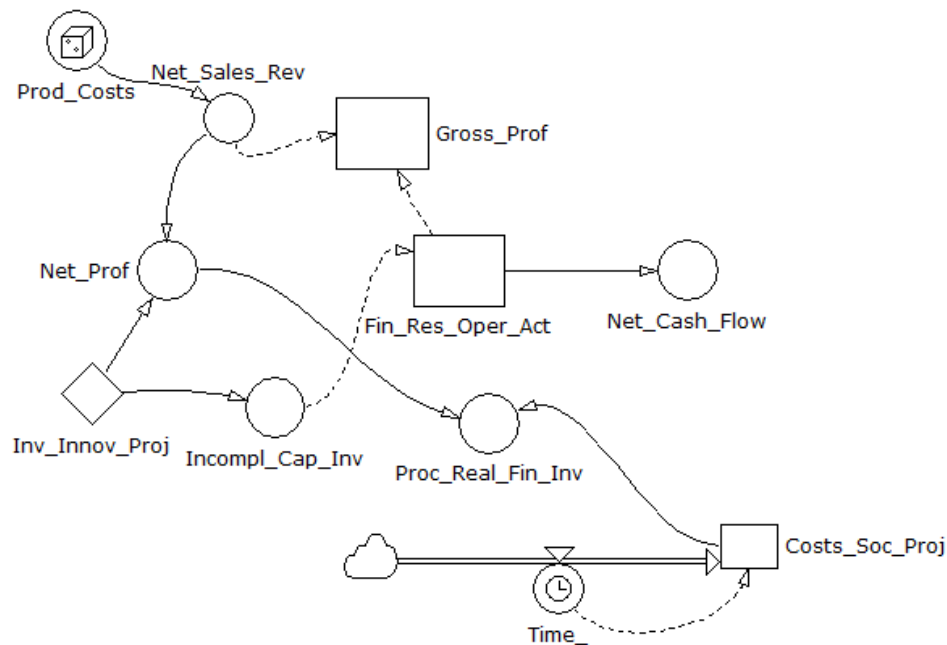 Net_Sales_Rev
Prod_Costs
Gross_Prof
Net_Prof
Fin_Res_Oper_Act
Net_Cash_Flow
Inv_Innov_Proj
Incompl_Cap_Inv
Proc_Real_Fin_Inv
Costs_Soc_Proj
Time_